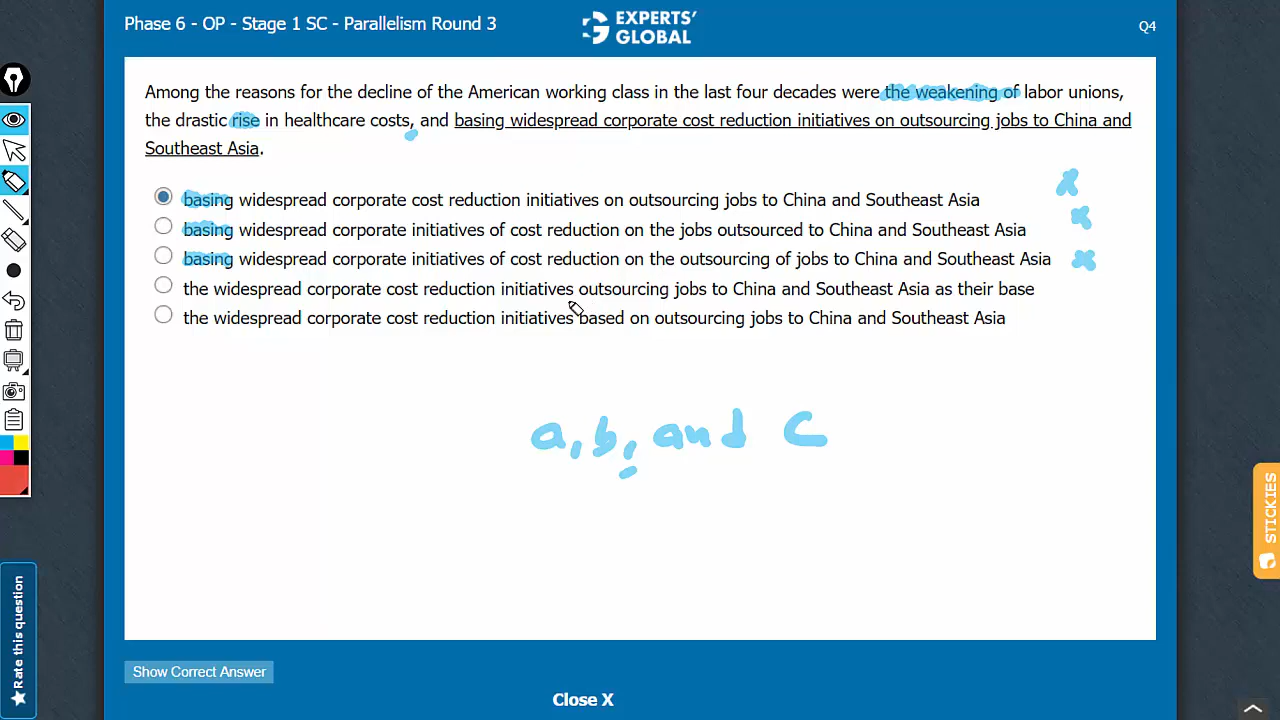 Phase 6 - OP - Stage 1 SC - Parallelism Round 3
EXPERTS'
GLOBAL
Q4
Among the reasons for the decline of the American working class in the last four decades were the weakening of labor unions,
the drastic rise in healthcare costs, and basing widespread corporate cost reduction initiatives on outsourcing jobs to China and
Southeast Asia.
basing widespread corporate cost reduction initiatives on outsourcing jobs to China and Southeast Asia
x
basing widespread corporate initiatives of cost reduction on the jobs outsourced to China and Southeast Asia
x
basing widespread corporate initiatives of cost reduction on the outsourcing of jobs to China and Southeast Asia
x
the widespread corporate cost reduction initiatives outsourcing jobs to China and Southeast Asia as their base
the widespread corporate cost reduction initiatives based on outsourcing jobs to China and Southeast Asia
a, b, and c
STICKIES
Rate this question
Show Correct Answer
Close X